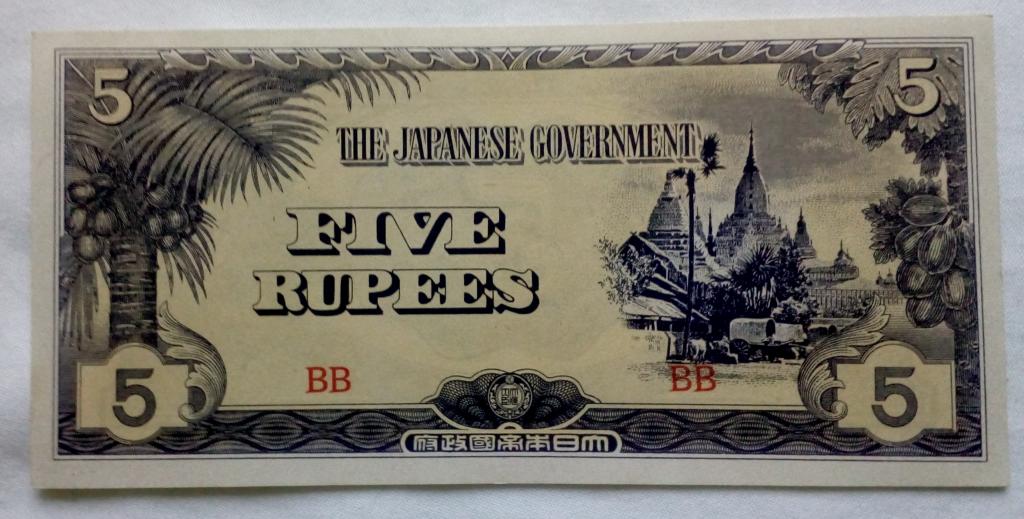 5
5
THE JAPANESE GOVERNMENT
FIVE
RUPEES
BB
BB
5
5
大日本帝國政府